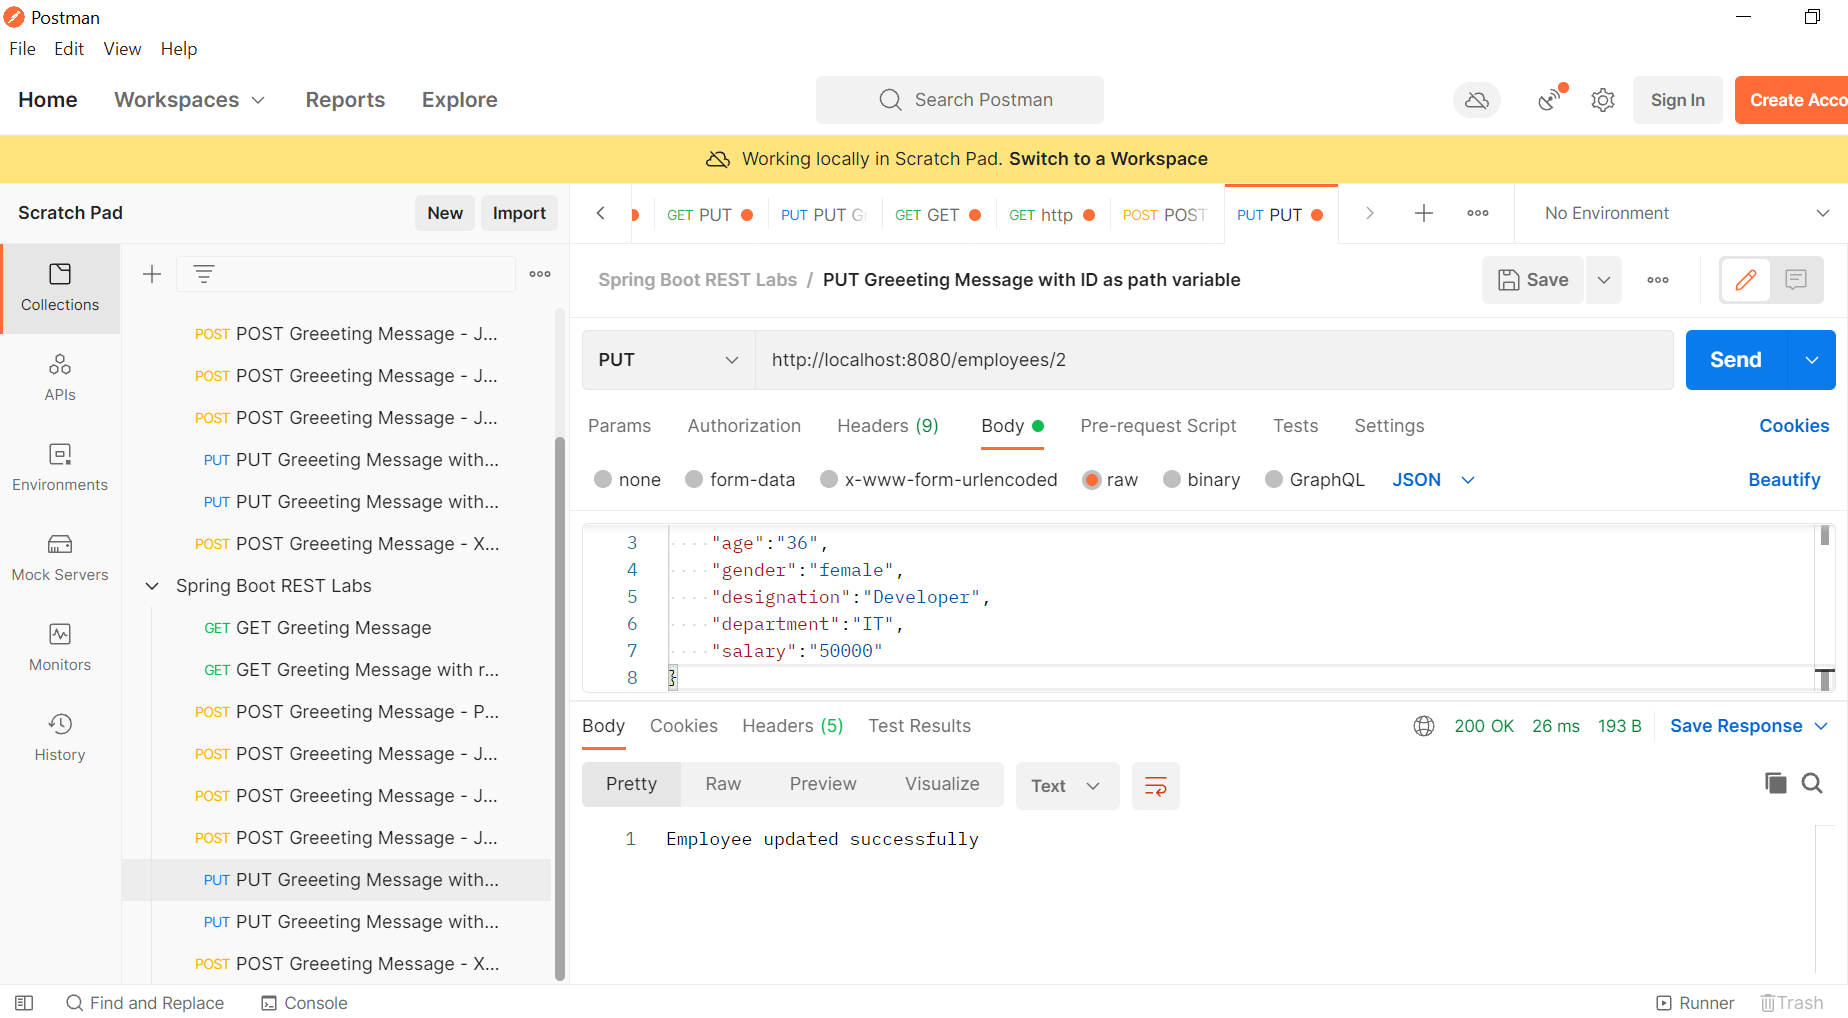 Postman
File Edit View Help
Home Workspaces Reports Explore
Search Postman
Sign In
Create Acco
Working locally in Scratch Pad. Switch to a Workspace
Scratch Pad
New
Import
GET PUT
PUT PUT G
GET GET
GET http
POST POST
PUT PUT
No Environment
Collections
APIs
Environments
Mock Servers
Monitors
History
POST POST Greeeting Message - J...
POST POST Greeeting Message - J...
POST POST Greeeting Message - J...
PUT PUT Greeeting Message with...
PUT PUT Greeeting Message with...
POST POST Greeeting Message - X...
Spring Boot REST Labs
GET GET Greeting Message
GET GET Greeting Message with r...
POST POST Greeeting Message - P...
POST POST Greeeting Message - J...
POST POST Greeeting Message - J...
POST POST Greeeting Message - J...
PUT PUT Greeeting Message with...
PUT PUT Greeeting Message with...
POST POST Greeeting Message - X...
Spring Boot REST Labs / PUT Greeeting Message with ID as path variable
Save
PUT
http://localhost:8080/employees/2
Send
Params Authorization Headers (9) Body Pre-request Script Tests Settings
Cookies
none form-data x-www-form-urlencoded raw binary GraphQL JSON
Beautify
3 "age":"36",
4 "gender":"female",
5 "designation":"Developer",
6 "department":"IT",
7 "salary":"50000"
8 }
Body Cookies Headers (5) Test Results
200 OK 26 ms 193 B
Save Response
Pretty Raw Preview Visualize
Text
1 Employee updated successfully
Find and Replace
Console
Runner
Trash